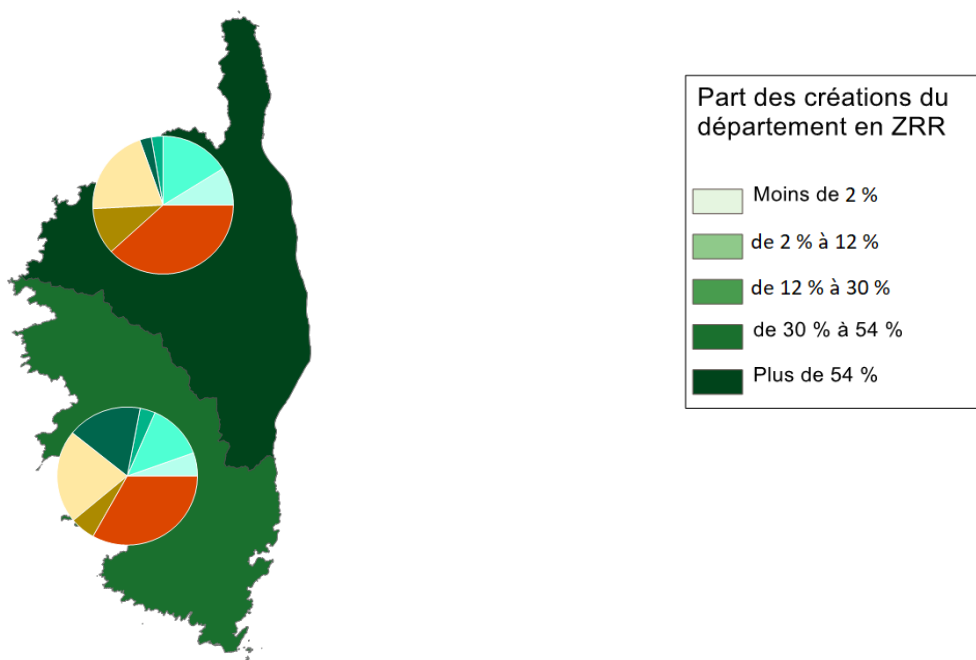 Part des créations du
département en ZRR
Moins de 2 %
de 2 % à 12 %
de 12 % à 30 %
de 30 % à 54 %
Plus de 54 %